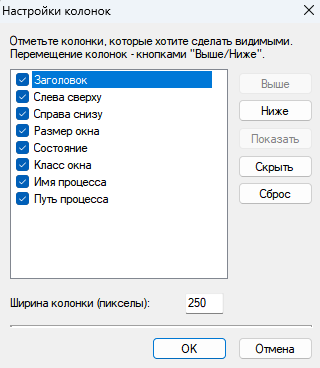 Настройки колонок
Отметьте колонки, которые хотите сделать видимыми.
Перемещение колонок - кнопками "Выше/Ниже".
Заголовок
Слева сверху
Справа снизу
Размер окна
Состояние
Класс окна
Имя процесса
Путь процесса
Выше
Ниже
Показать
Скрыть
Сброс
Ширина колонки (пикселы):
250
OK
Отмена